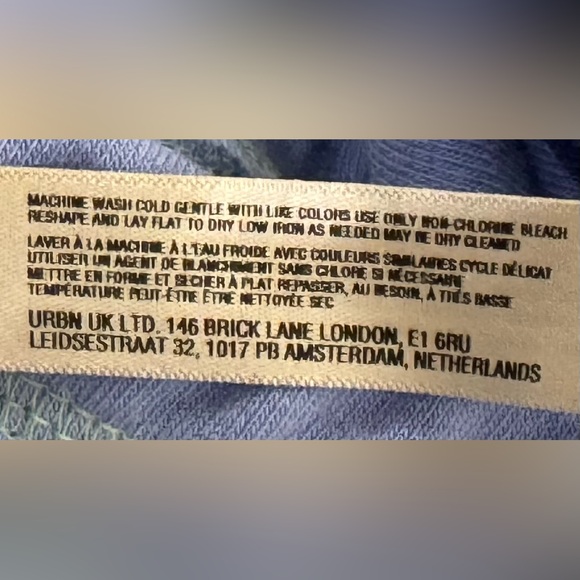 MACHINE WASH COLD GENTLE WITH LIKE COLORS USE ONLY NON-CHLORINE BLEACH
RESHAPE AND LAY FLAT TO DRY LOW IRON AS NEEDED MAY BE DRY CLEANED
LAVER À LA MACHINE À L'EAU FROIDE AVEC COULEURS SIMILAIRES CYCLE DÉLICAT
UTILISER UN AGENT DE BLANCHIMENT SANS CHLORE SI NÉCESSAIRE
METTRE EN FORME ET SÉCHER À PLAT REPASSER, AU BESOIN, À TRÈS BASSE
TEMPÉRATURE PEUT-ÊTRE ÊTRE NETTOYÉE SEC
URBN UK LTD. 146 BRICK LANE LONDON, E1 6RU
LEIDSESTRAAT 32, 1017 PB AMSTERDAM, NETHERLANDS